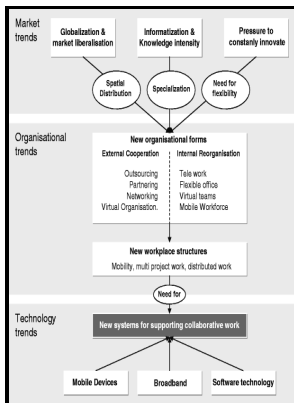 Market
trends
Globalization &
market liberalisation
Informatization &
Knowledge intensity
Pressure to
constanly innovate
Spatial
Distribution
Specialization
Need for
flexibility
Organisational
trends
New organisational forms
External Cooperation
Internal Reorganisation
Outsourcing
Partnering
Networking
Virtual Organisation.
Tele work
Flexible office
Virtual teams
Mobile Workforce
New workplace structures
Mobility, multi project work, distributed work
Need for
Technology
trends
New systems for supporting collaborative work
Mobile Devices
Broadband
Software technology